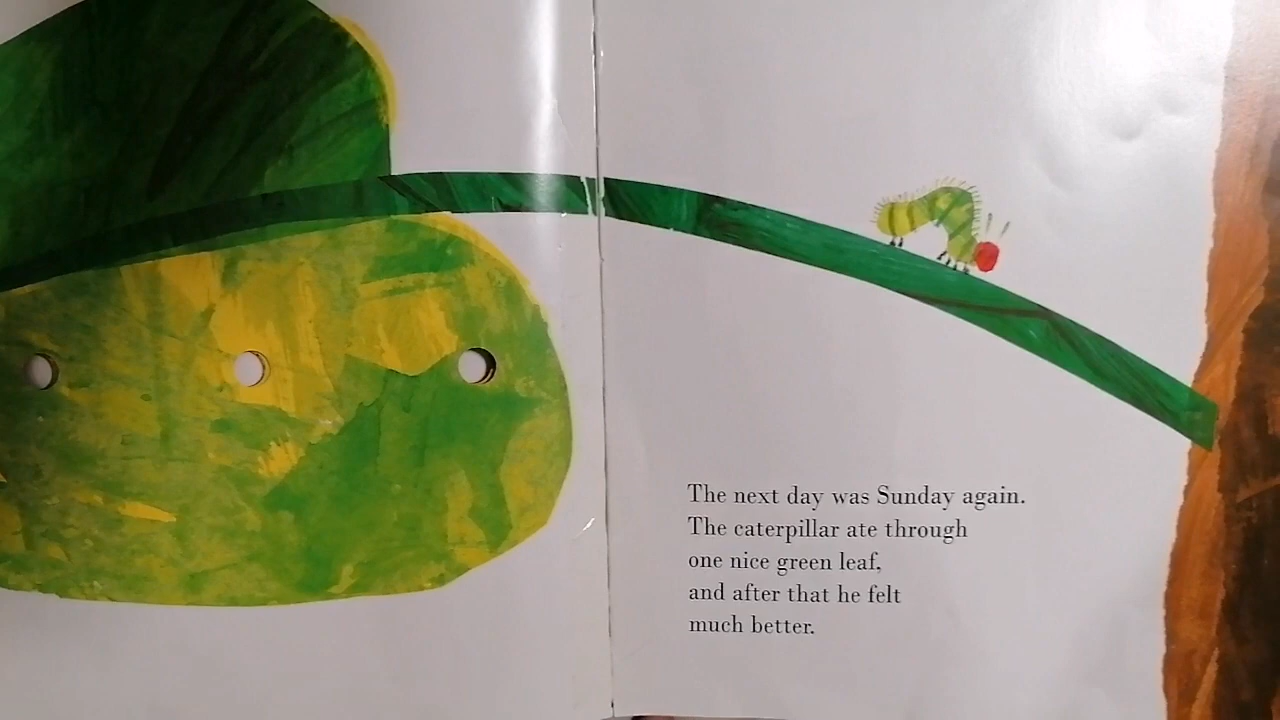 The next day was Sunday again.
The caterpillar ate through
one nice green leaf,
and after that he felt
much better.